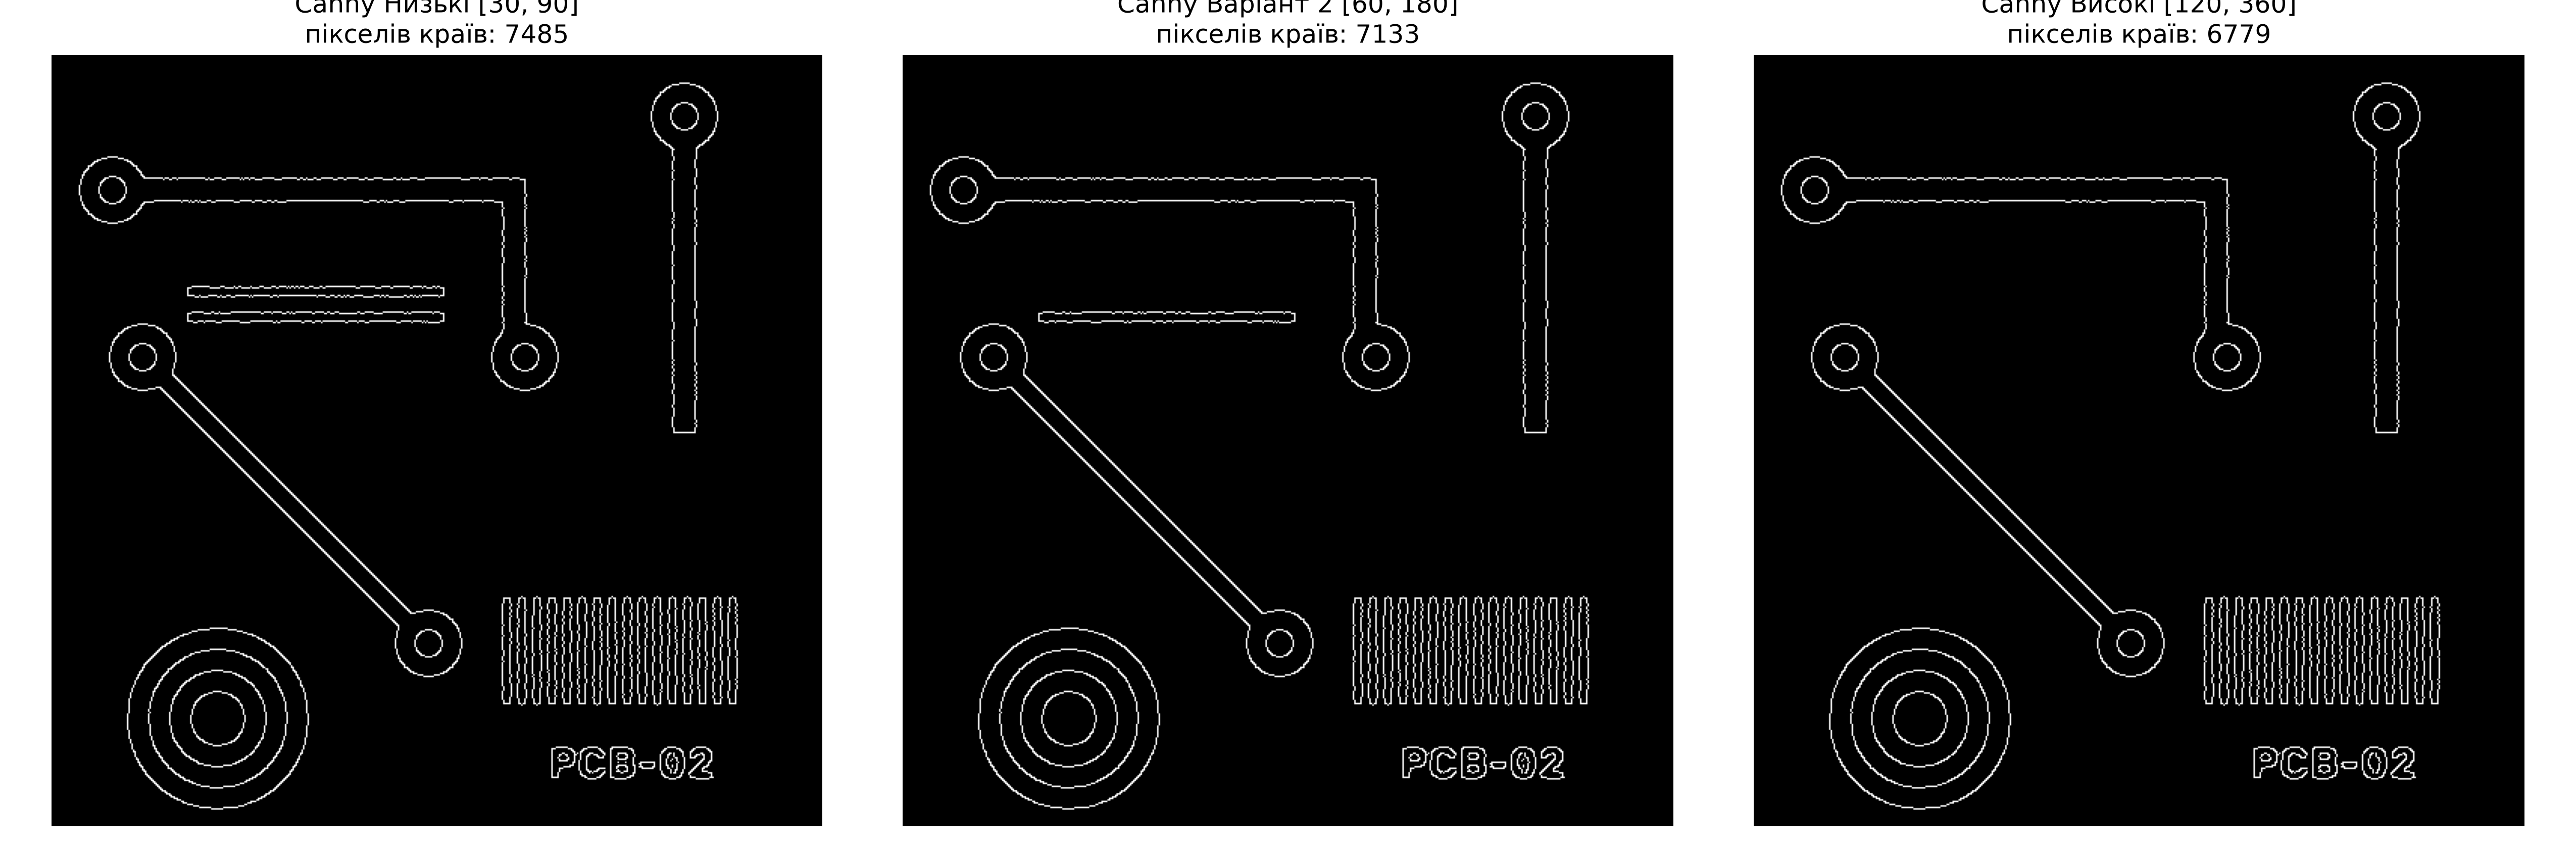 Canny Низькі [30, 90]
пікселів країв: 7485
Canny Варіант 2 [60, 180]
пікселів країв: 7133
Canny Високі [120, 360]
пікселів країв: 6779
PCB-02
PCB-02
PCB-02